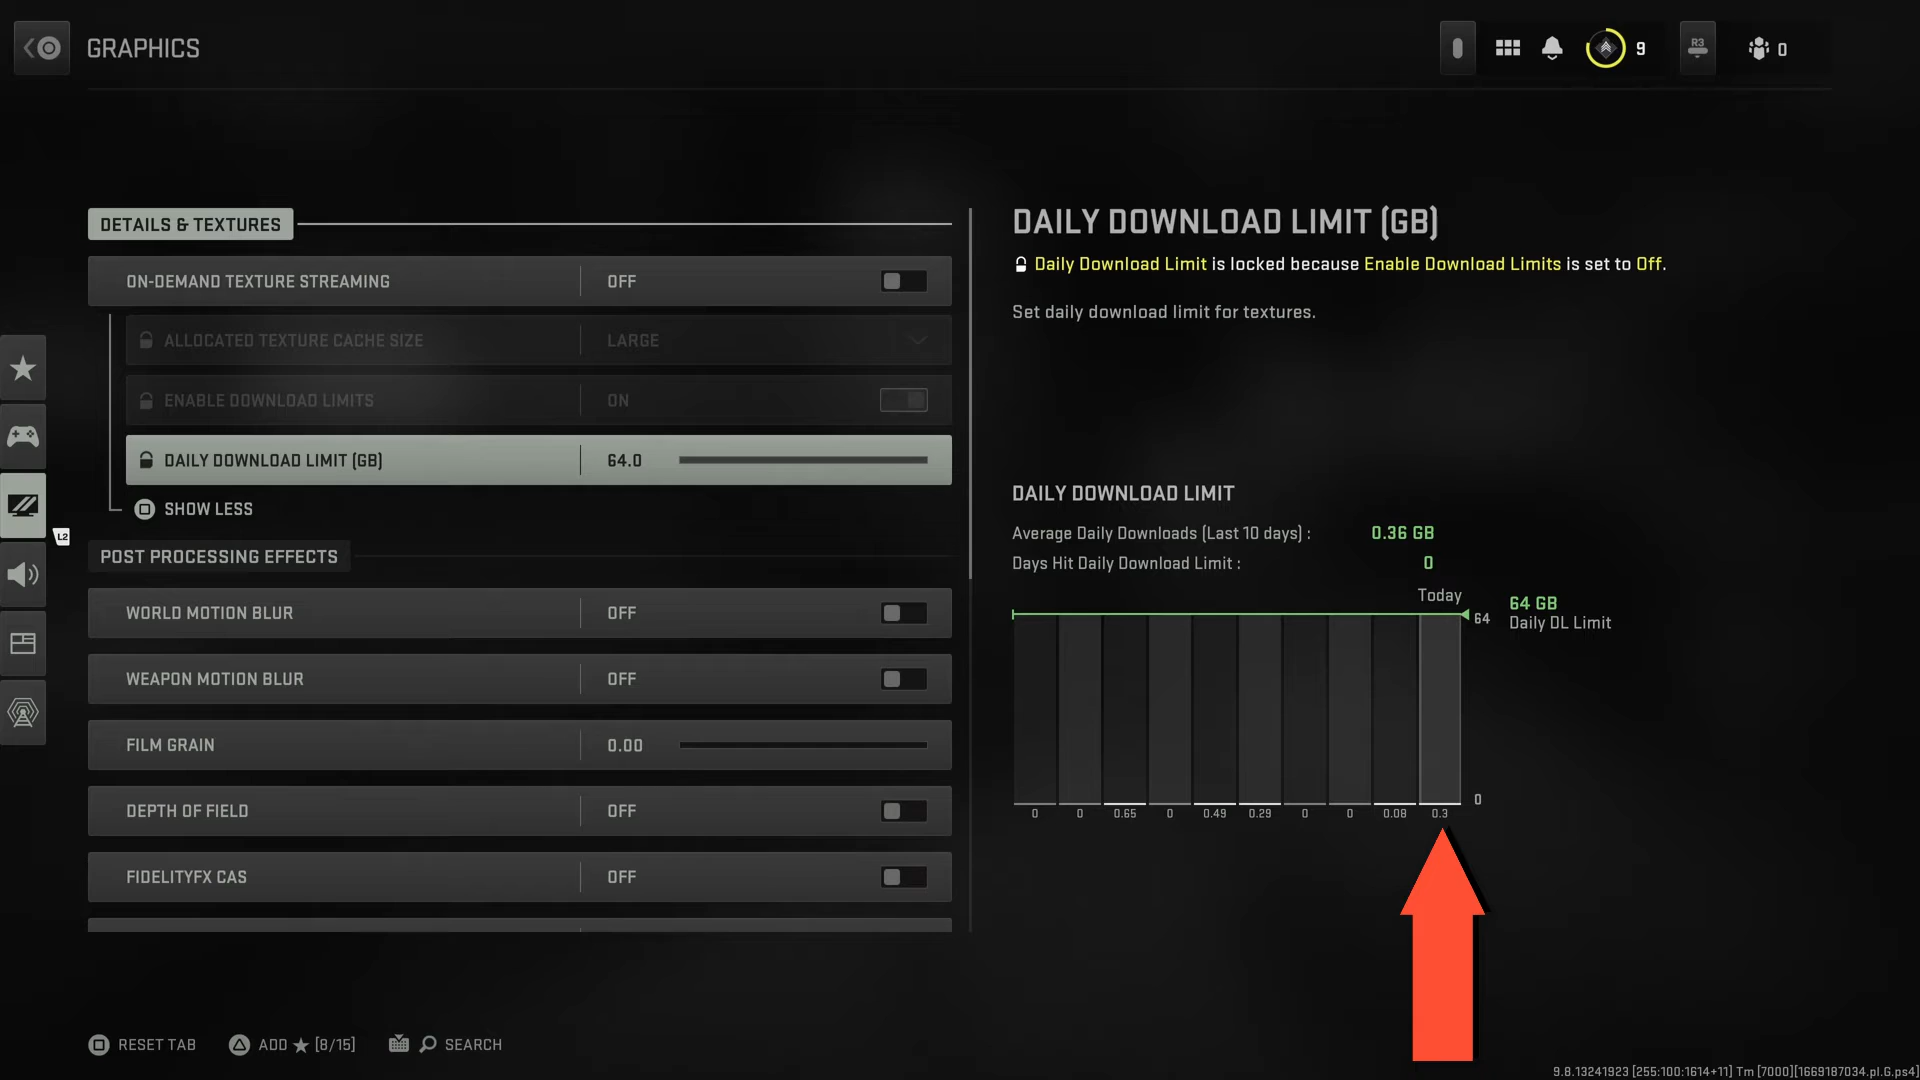 GRAPHICS
9
R3
0
DETAILS & TEXTURES
ON-DEMAND TEXTURE STREAMING OFF
ALLOCATED TEXTURE CACHE SIZE LARGE
ENABLE DOWNLOAD LIMITS ON
DAILY DOWNLOAD LIMIT (GB) 64.0
SHOW LESS
L2
POST PROCESSING EFFECTS
WORLD MOTION BLUR OFF
WEAPON MOTION BLUR OFF
FILM GRAIN 0.00
DEPTH OF FIELD OFF
FIDELITYFX CAS OFF
DAILY DOWNLOAD LIMIT (GB)
Daily Download Limit is locked because Enable Download Limits is set to Off.
Set daily download limit for textures.
DAILY DOWNLOAD LIMIT
Average Daily Downloads (Last 10 days) : 0.36 GB
Days Hit Daily Download Limit : 0
Today
64
64 GB
Daily DL Limit
0
0 0 0.65 0 0.49 0.29 0 0 0.08 0.3
RESET TAB ADD ★ [8/15] SEARCH
9.8.13241923 [255:100:1614+11] Tm [7000][1669187034.pl.G.ps4]